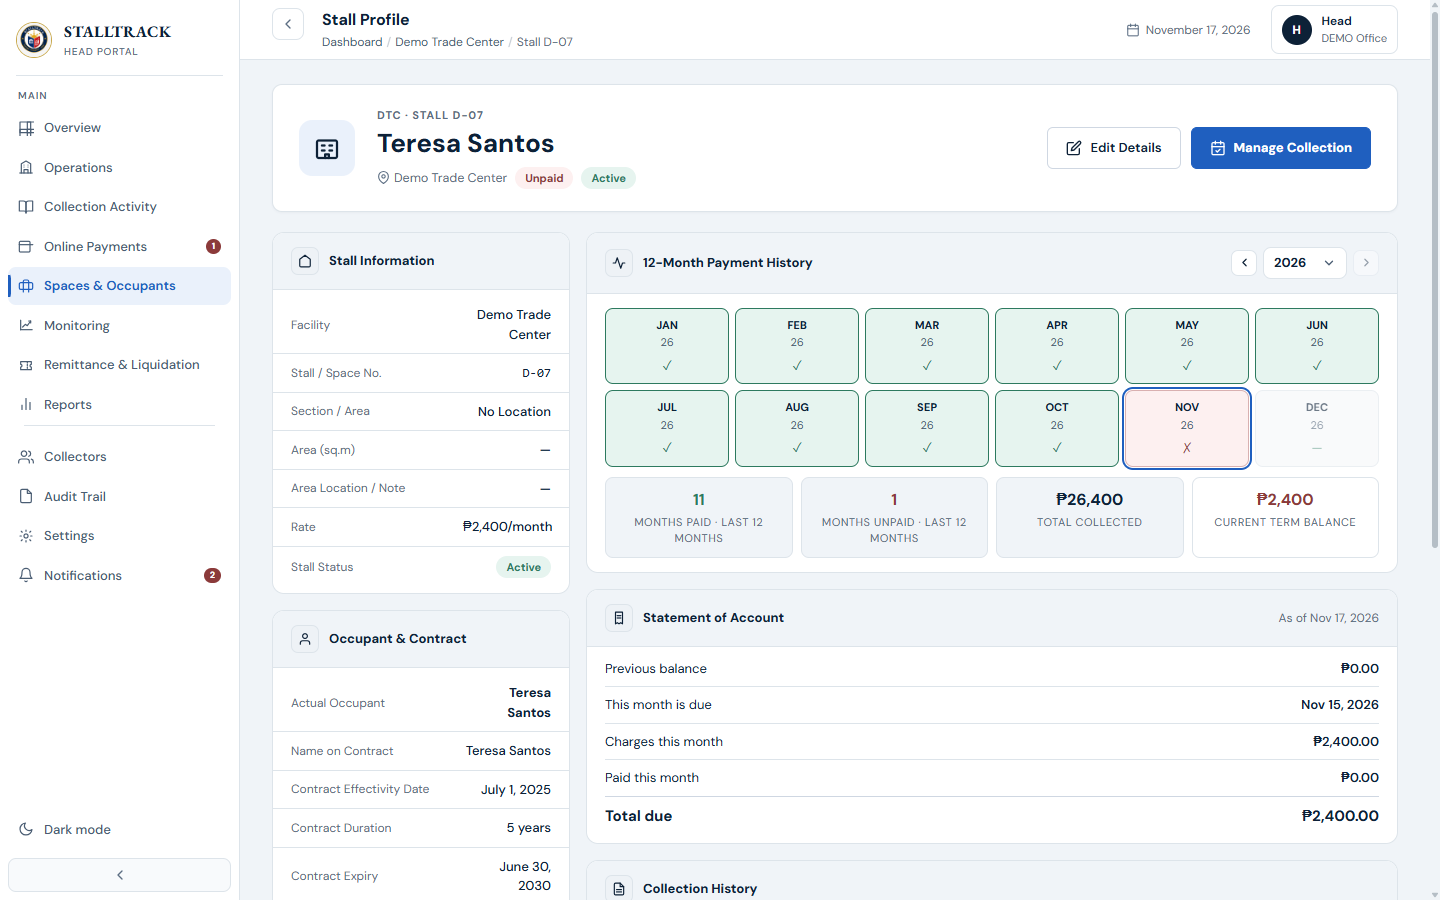 STALLTRACK
HEAD PORTAL
MAIN
Overview
Operations
Collection Activity
Online Payments 1
Spaces & Occupants
Monitoring
Remittance & Liquidation
Reports
Collectors
Audit Trail
Settings
Notifications 2
Dark mode
Stall Profile
Dashboard / Demo Trade Center / Stall D-07
November 17, 2026
H
Head
DEMO Office
DTC · STALL D-07
Teresa Santos
Demo Trade Center Unpaid Active
Edit Details
Manage Collection
Stall Information
Facility Demo Trade
Center
Stall / Space No. D-07
Section / Area No Location
Area (sq.m) —
Area Location / Note —
Rate ₱2,400/month
Stall Status Active
Occupant & Contract
Actual Occupant Teresa
Santos
Name on Contract Teresa Santos
Contract Effectivity Date July 1, 2025
Contract Duration 5 years
Contract Expiry June 30,
2030
12-Month Payment History
2026
JAN FEB MAR APR MAY JUN
26 26 26 26 26 26
✓ ✓ ✓ ✓ ✓ ✓
JUL AUG SEP OCT NOV DEC
26 26 26 26 26 26
✓ ✓ ✓ ✓ ✗ —
11
MONTHS PAID · LAST 12
MONTHS
1
MONTHS UNPAID · LAST 12
MONTHS
₱26,400
TOTAL COLLECTED
₱2,400
CURRENT TERM BALANCE
Statement of Account
As of Nov 17, 2026
Previous balance ₱0.00
This month is due Nov 15, 2026
Charges this month ₱2,400.00
Paid this month ₱0.00
Total due ₱2,400.00
Collection History